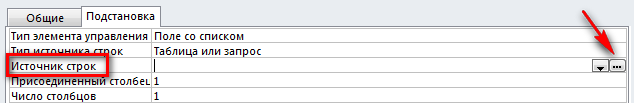 Общие Подстановка
Тип элемента управления Поле со списком
Тип источника строк Таблица или запрос
Источник строк
Присоединенный столбец 1
Число столбцов 1